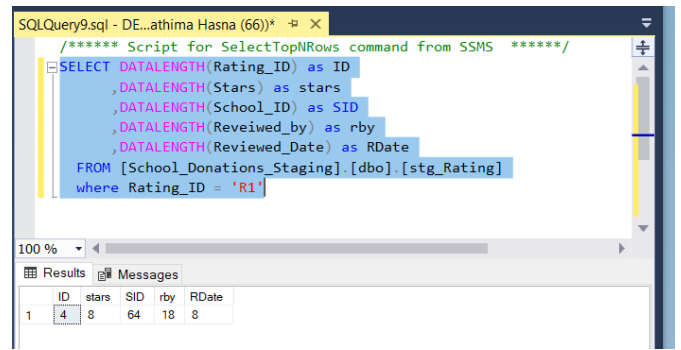 SQLQuery9.sql - DE...athima Hasna (66))*
/****** Script for SelectTopNRows command from SSMS ******/
SELECT DATALENGTH(Rating_ID) as ID
,DATALENGTH(Stars) as stars
,DATALENGTH(School_ID) as SID
,DATALENGTH(Reveiwed_by) as rby
,DATALENGTH(Reviewed_Date) as RDate
FROM [School_Donations_Staging].[dbo].[stg_Rating]
where Rating_ID = 'R1'
100 %
Results Messages
ID stars SID rby RDate
1 4 8 64 18 8